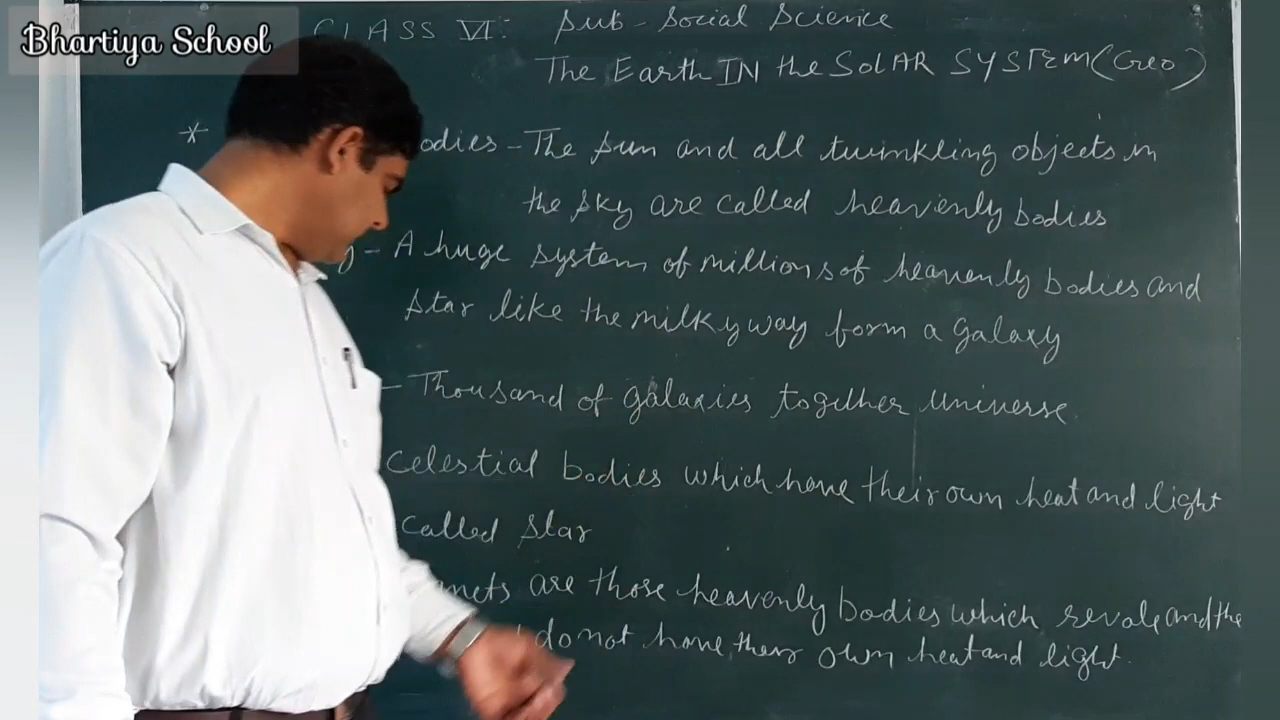 Bhartiya School
CLASS VI: Sub - Social Science
The Earth IN the SolAR SYSTEM (Geo)
* odies - The sun and all twinkling objects in
the sky are called heavenly bodies
y - A huge system of millions of heavenly bodies and
star like the milky way form a Galaxy
- Thousand of galaxies together universe.
celestial bodies which have their own heat and light
called star
nets are those heavenly bodies which revole and the
do not have their own heat and light.